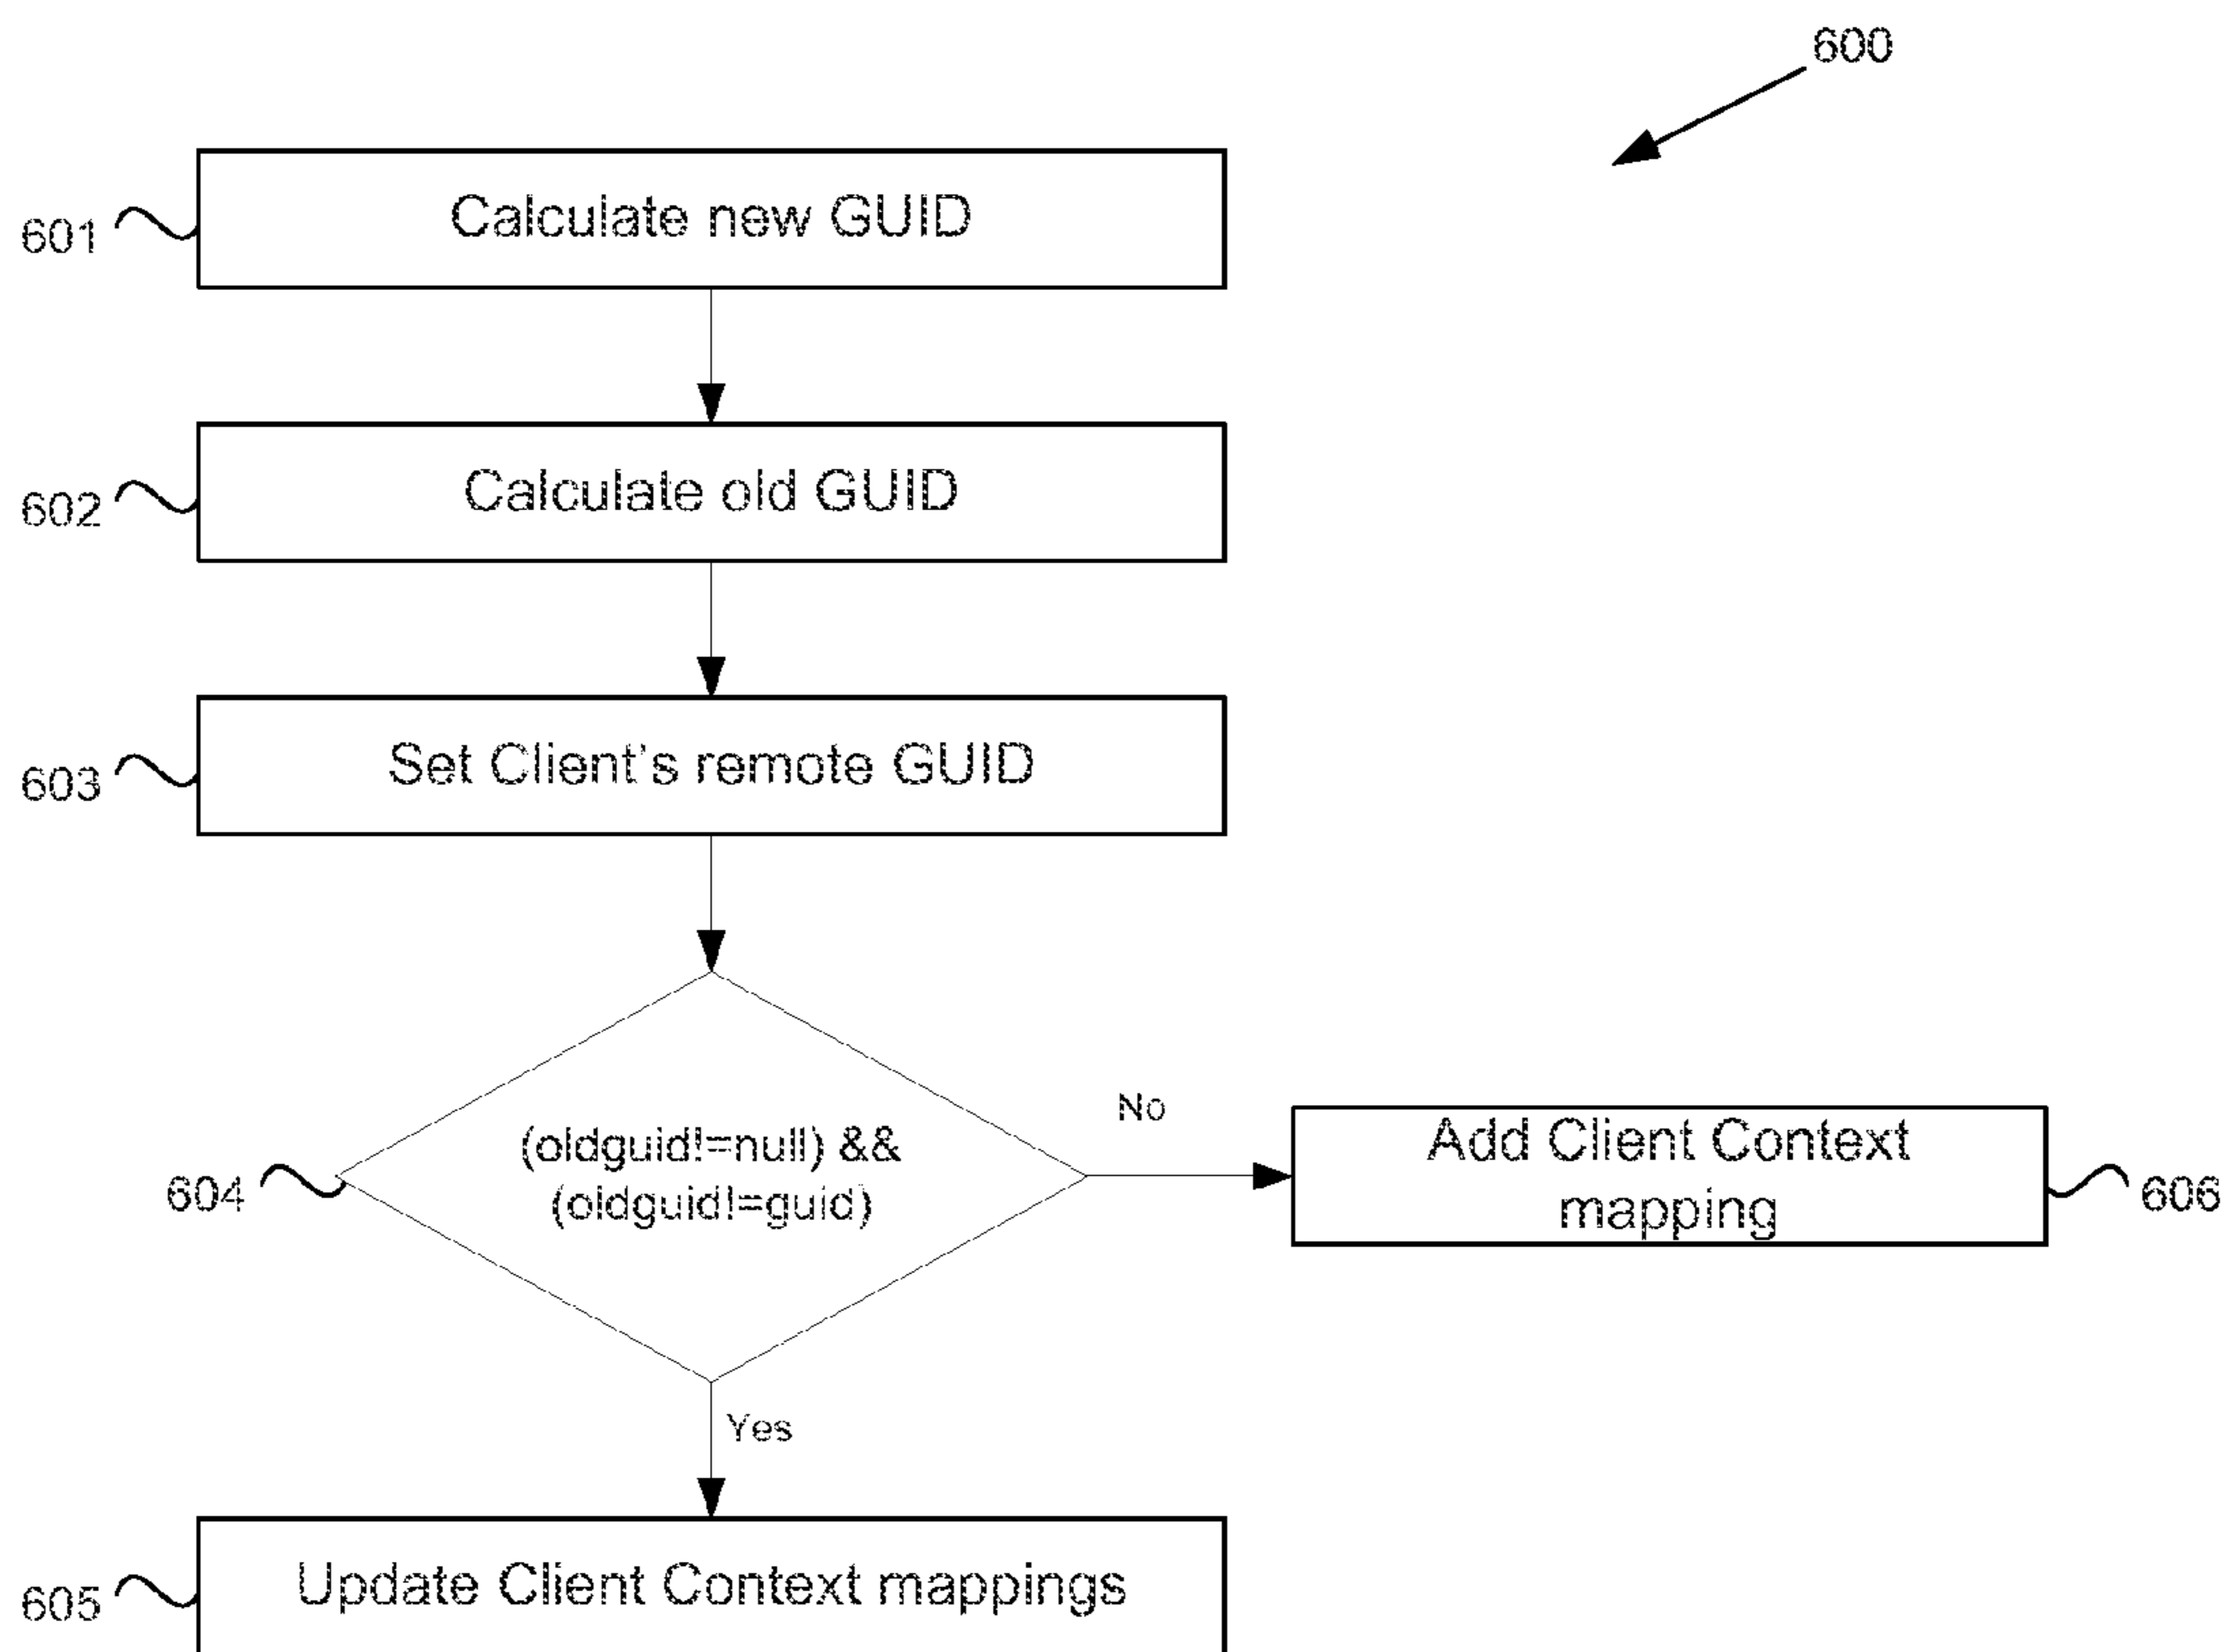 600
601
Calculate new GUID
602
Calculate old GUID
603
Set Client's remote GUID
604
(oldguid!=null) &&
(oldguid!=guid)
No
Add Client Context
mapping
606
Yes
605
Update Client Context mappings